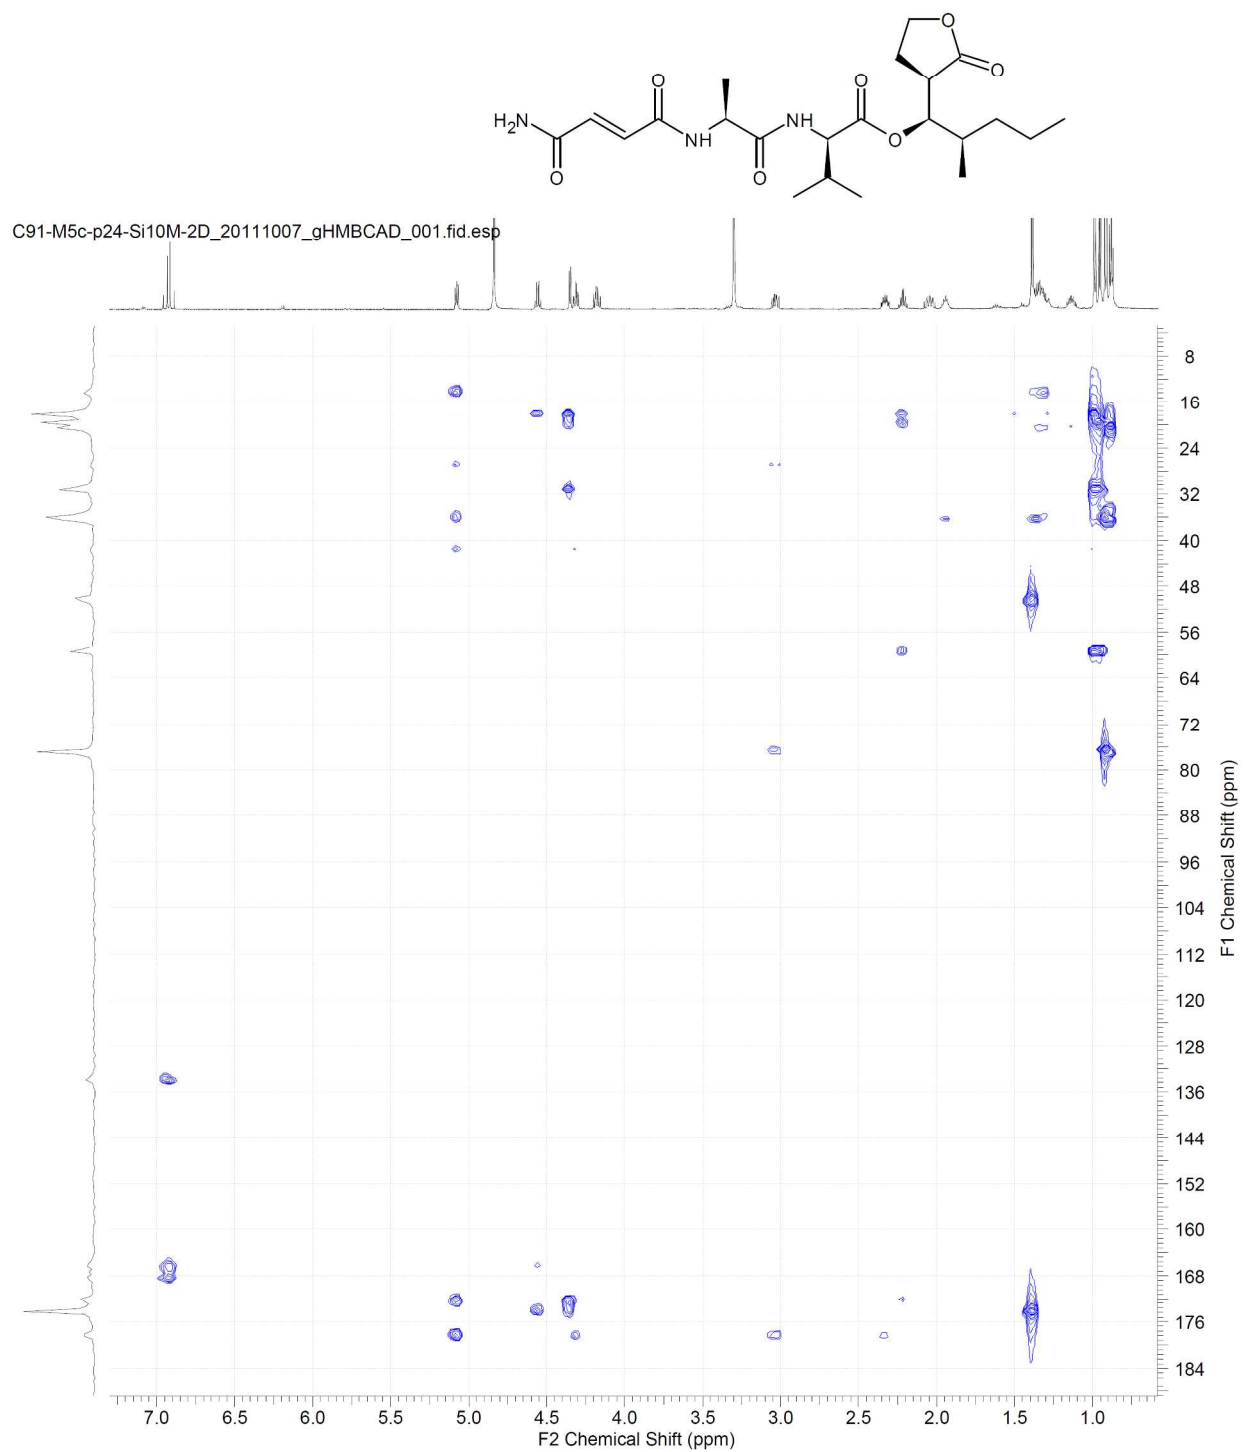 O
O
O
O
O
H₂N
NH
O
NH
O
O
C91-M5c-p24-Si10M-2D_20111007_gHMBCAD_001.fid.esp
8
16
24
32
40
48
56
64
72
80
88
96
104
112
120
128
136
144
152
160
168
176
184
F1 Chemical Shift (ppm)
7.0 6.5 6.0 5.5 5.0 4.5 4.0 3.5 3.0 2.5 2.0 1.5 1.0
F2 Chemical Shift (ppm)